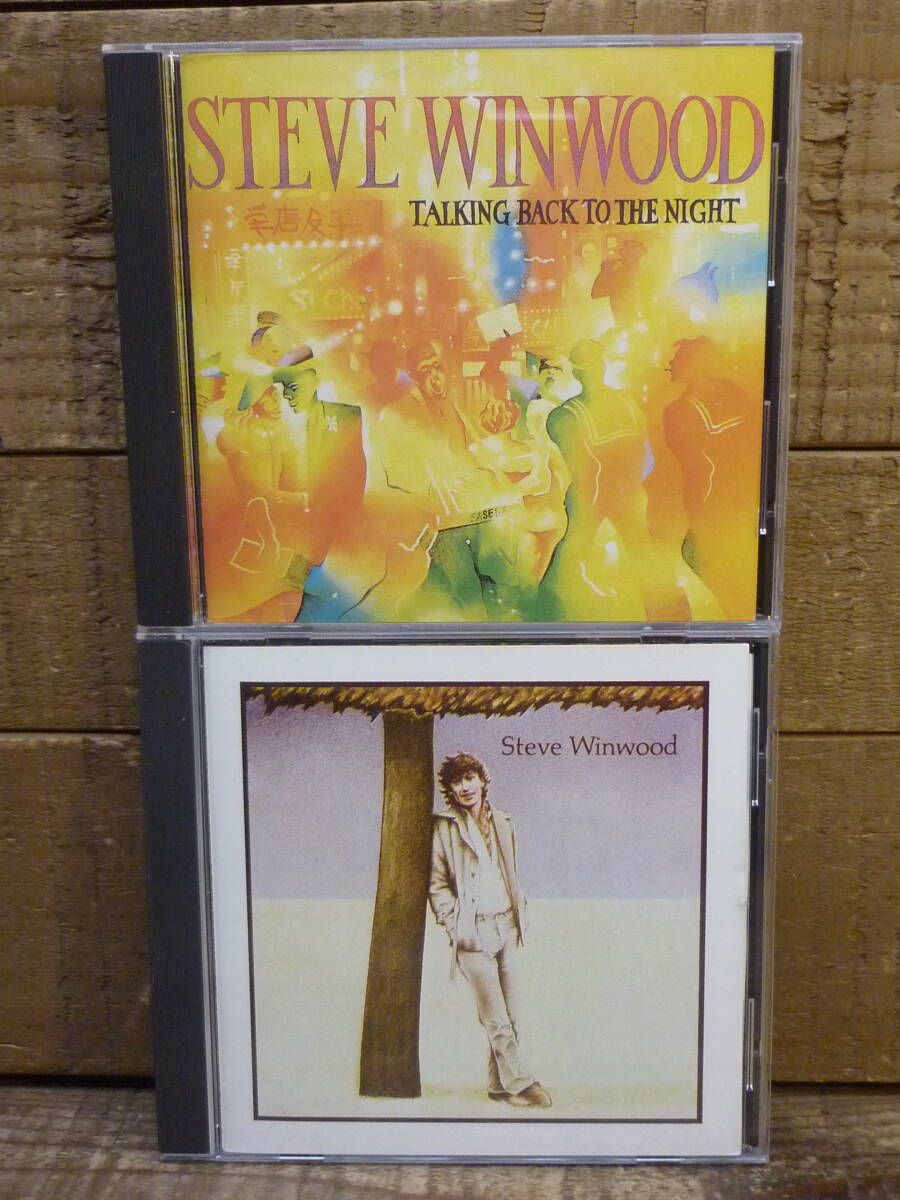 STEVE WINWOOD
TALKING BACK TO THE NIGHT
Steve Winwood